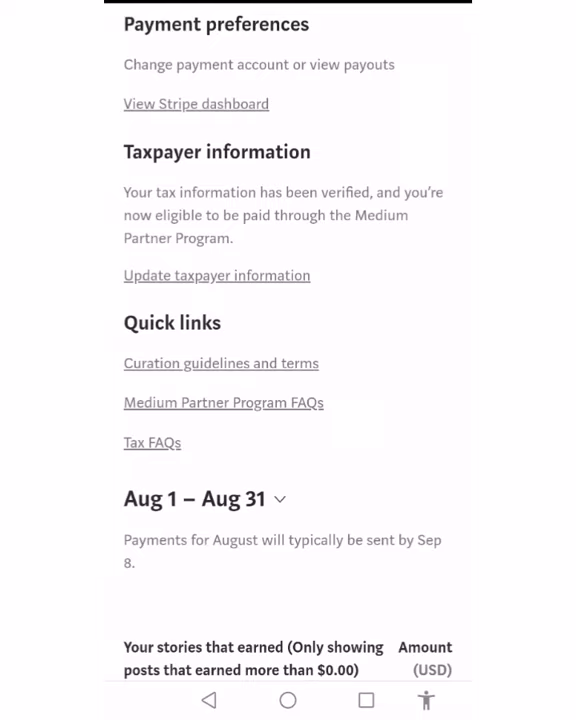 Payment preferences
Change payment account or view payouts
View Stripe dashboard
Taxpayer information
Your tax information has been verified, and you're
now eligible to be paid through the Medium
Partner Program.
Update taxpayer information
Quick links
Curation guidelines and terms
Medium Partner Program FAQs
Tax FAQs
Aug 1 – Aug 31
Payments for August will typically be sent by Sep
8.
Your stories that earned (Only showing Amount
posts that earned more than $0.00) (USD)